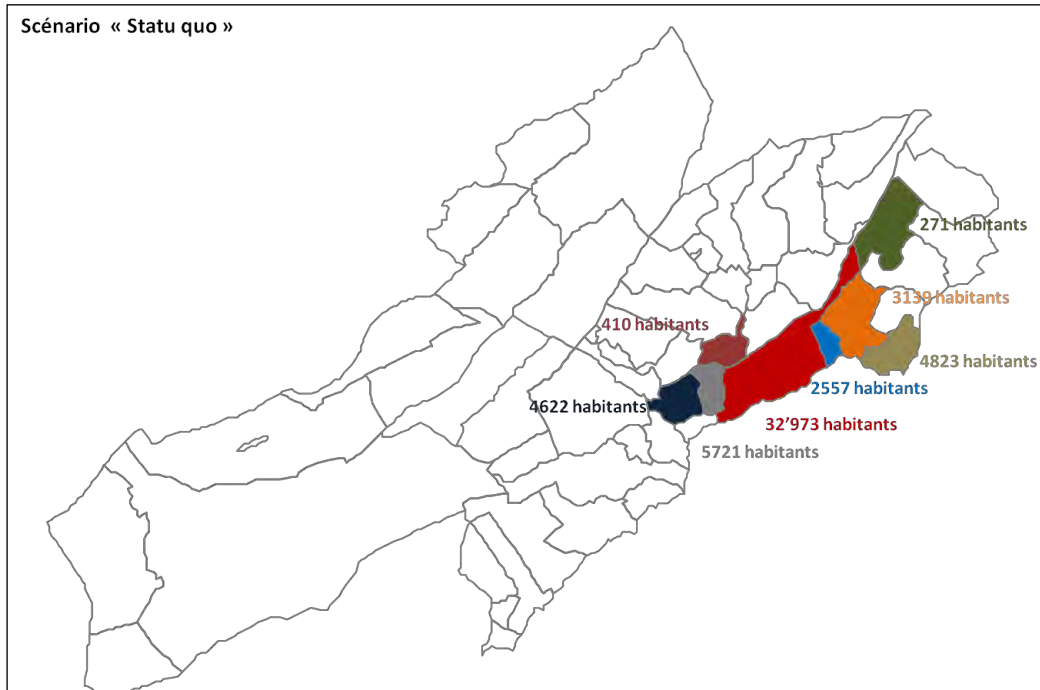 Scénario « Statu quo »
271 habitants
3139 habitants
410 habitants
4823 habitants
2557 habitants
4622 habitants
32'973 habitants
5721 habitants